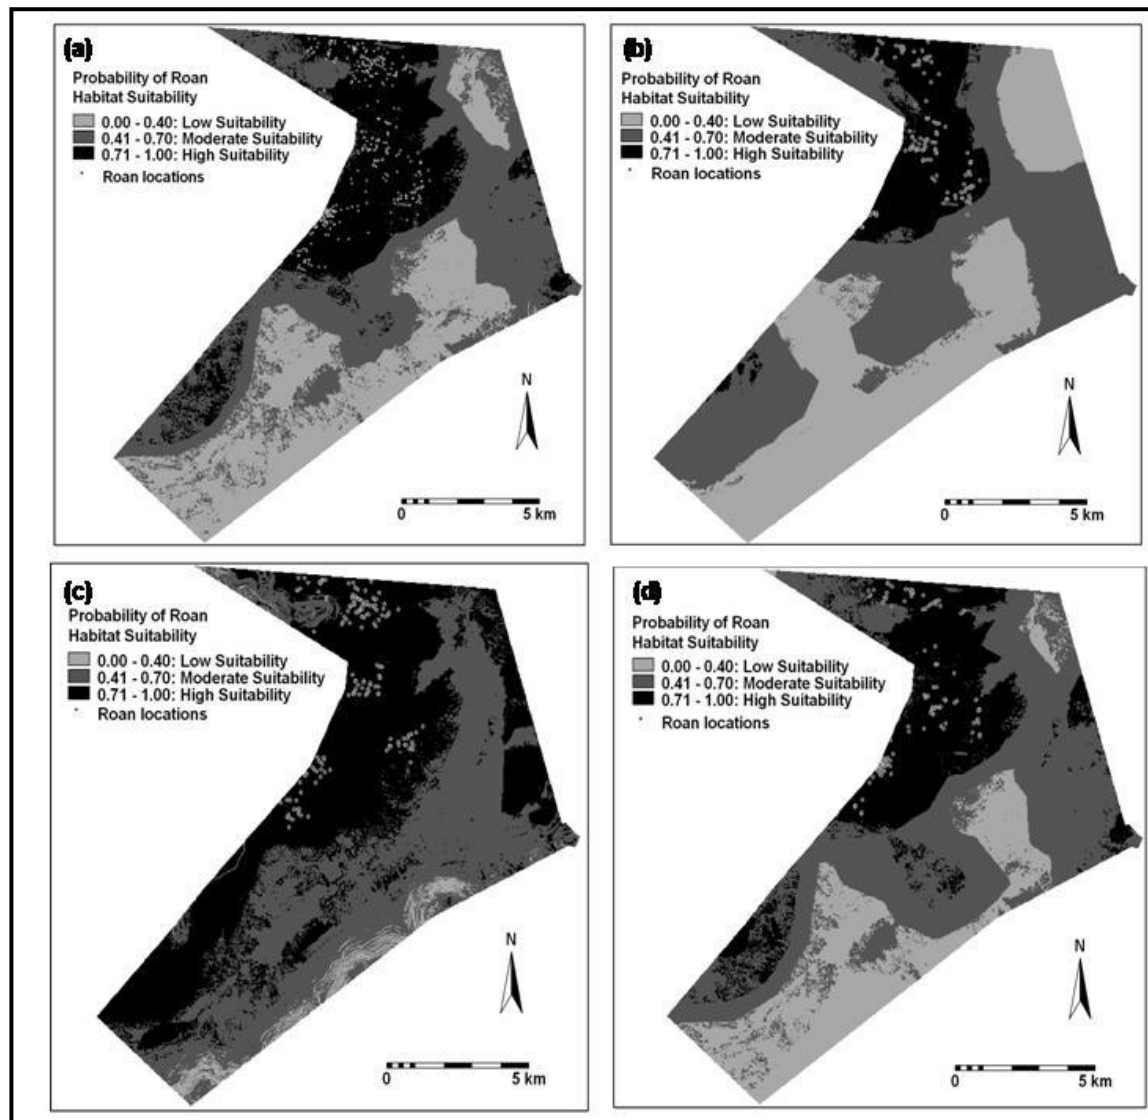 (a)
Probability of Roan
Habitat Suitability
0.00 - 0.40: Low Suitability
0.41 - 0.70: Moderate Suitability
0.71 - 1.00: High Suitability
Roan locations
N
0 5 km
(b)
Probability of Roan
Habitat Suitability
0.00 - 0.40: Low Suitability
0.41 - 0.70: Moderate Suitability
0.71 - 1.00: High Suitability
Roan locations
N
0 5 km
(c)
Probability of Roan
Habitat Suitability
0.00 - 0.40: Low Suitability
0.41 - 0.70: Moderate Suitability
0.71 - 1.00: High Suitability
Roan locations
N
0 5 km
(d)
Probability of Roan
Habitat Suitability
0.00 - 0.40: Low Suitability
0.41 - 0.70: Moderate Suitability
0.71 - 1.00: High Suitability
Roan locations
N
0 5 km